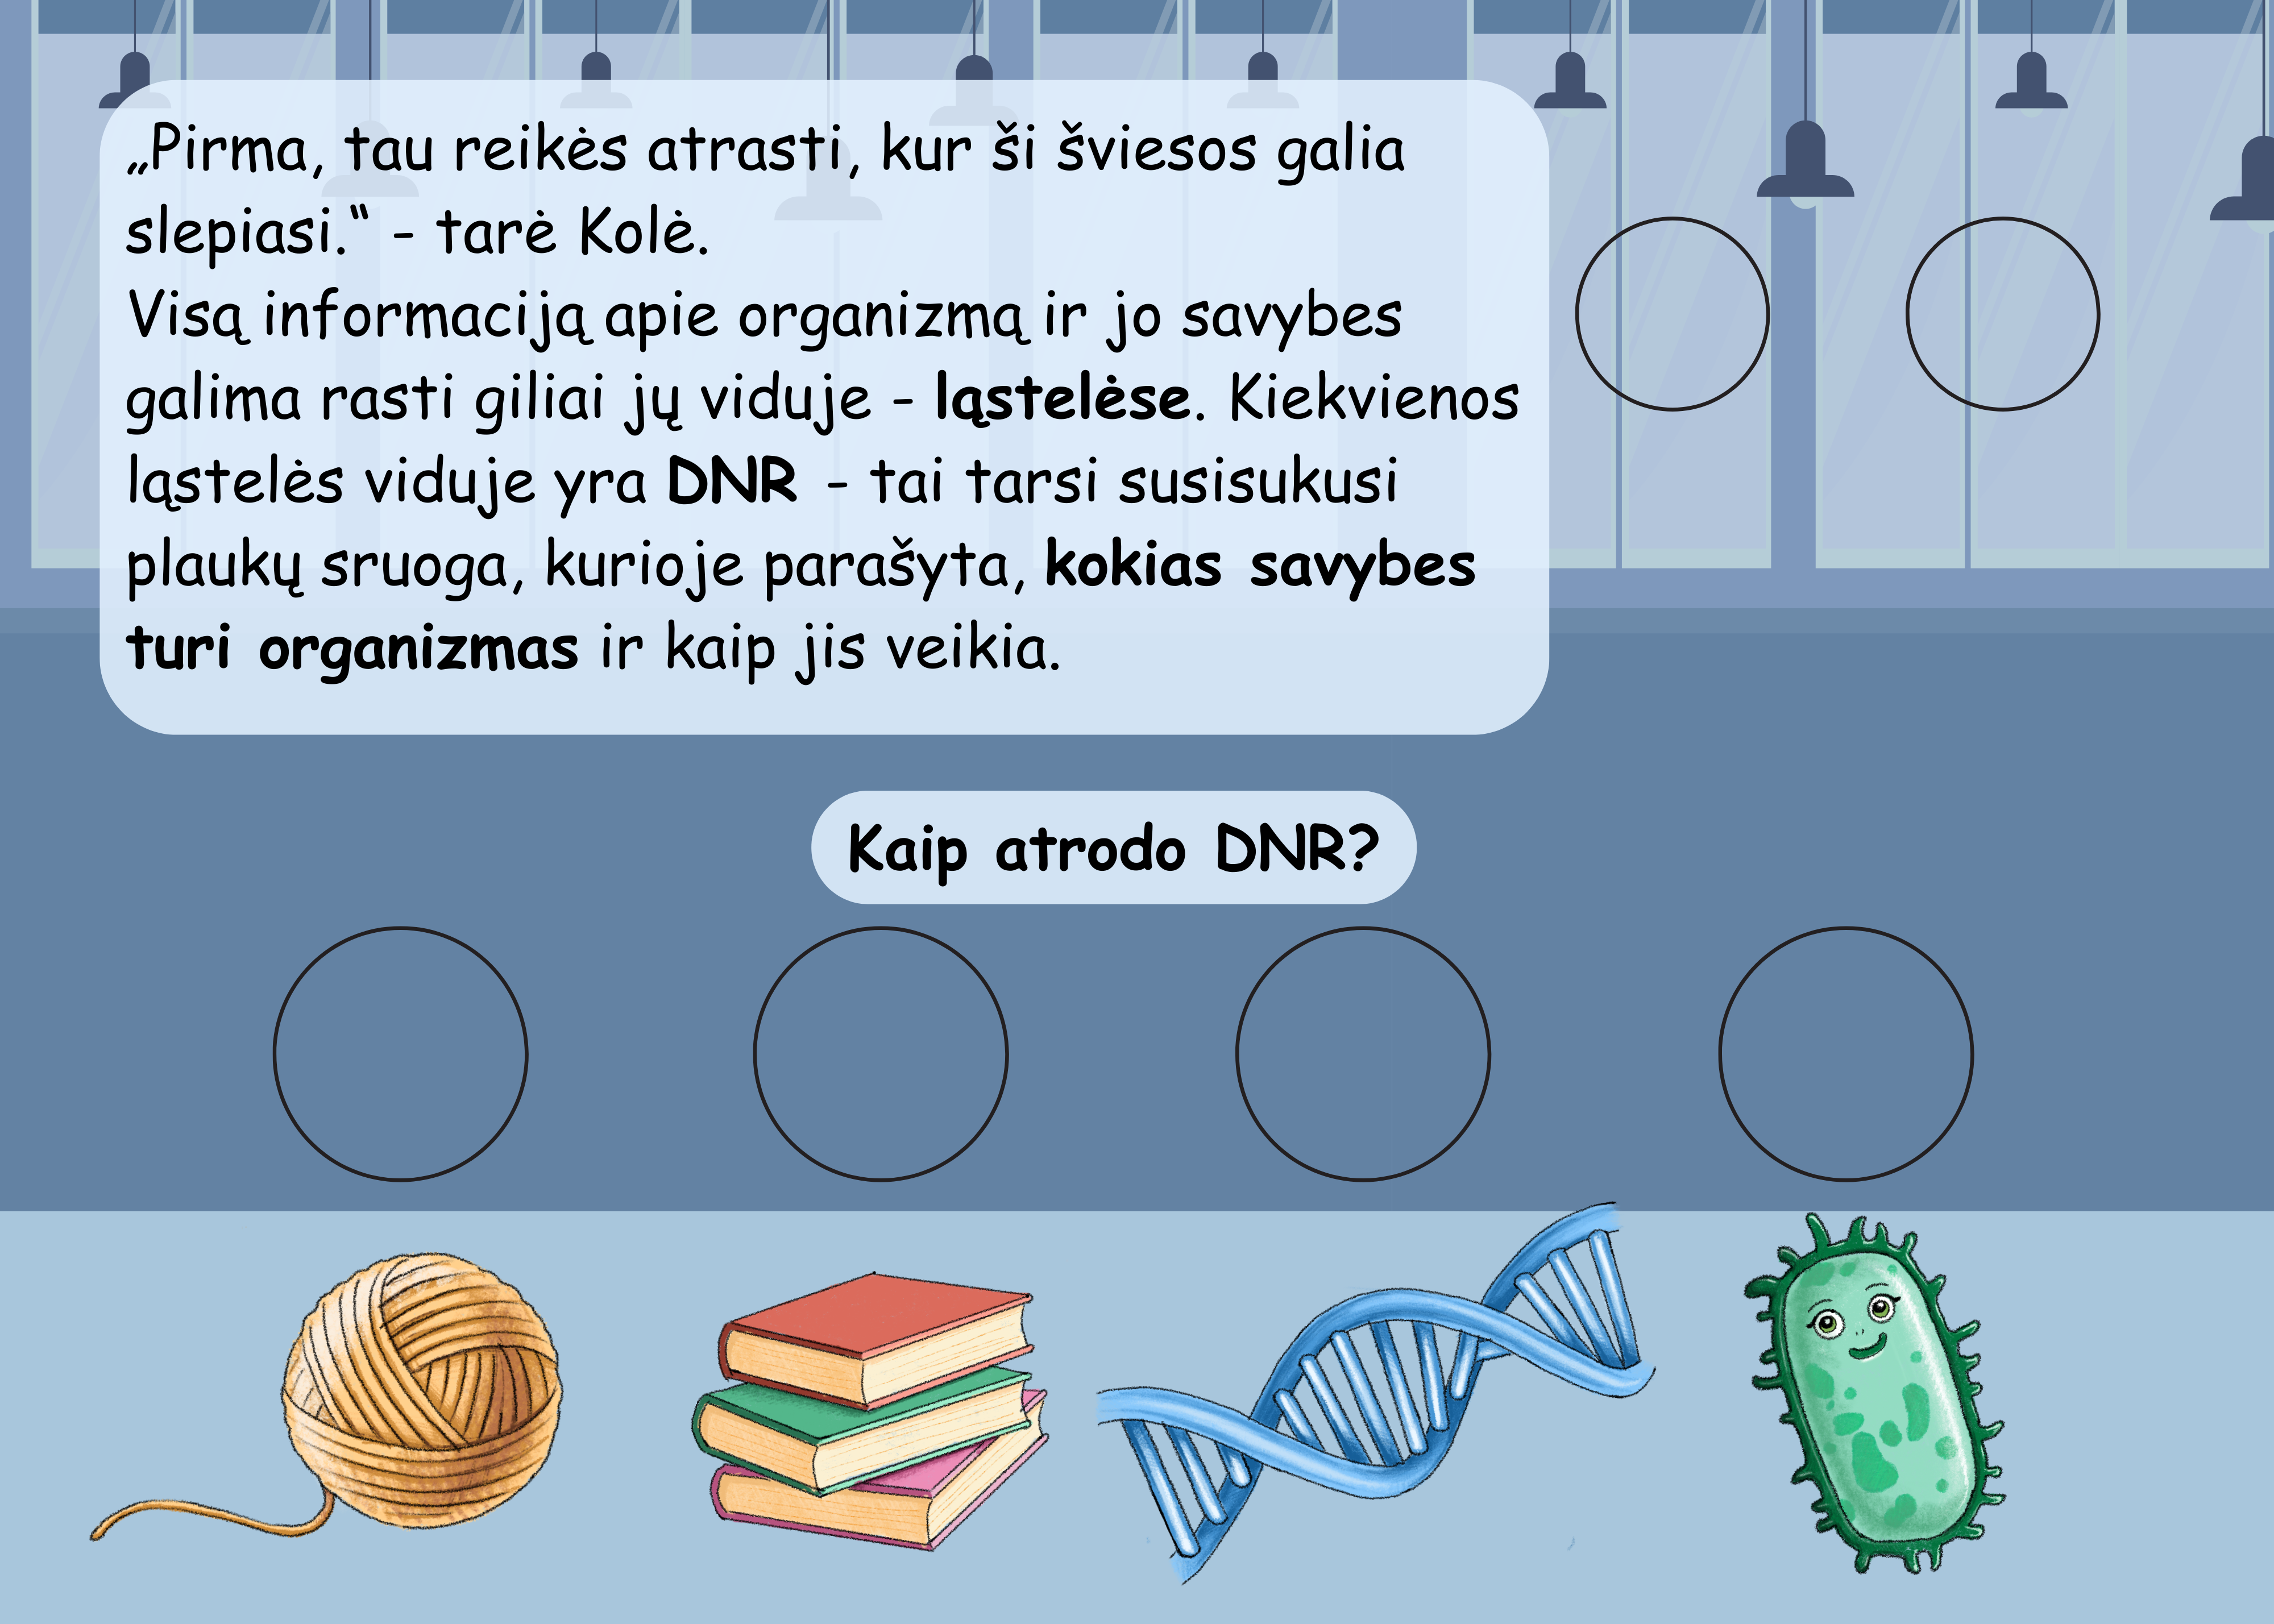 „Pirma, tau reikės atrasti, kur ši šviesos galia
slepiasi.“ - tarė Kolė.
Visą informaciją apie organizmą ir jo savybes
galima rasti giliai jų viduje - ląstelėse. Kiekvienos
ląstelės viduje yra DNR - tai tarsi susisukusi
plaukų sruoga, kurioje parašyta, kokias savybes
turi organizmas ir kaip jis veikia.
Kaip atrodo DNR?